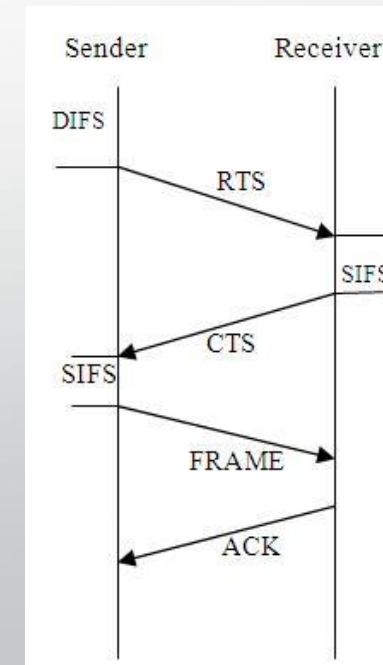 Sender Receiver
DIFS
RTS
SIFS
CTS
SIFS
FRAME
ACK